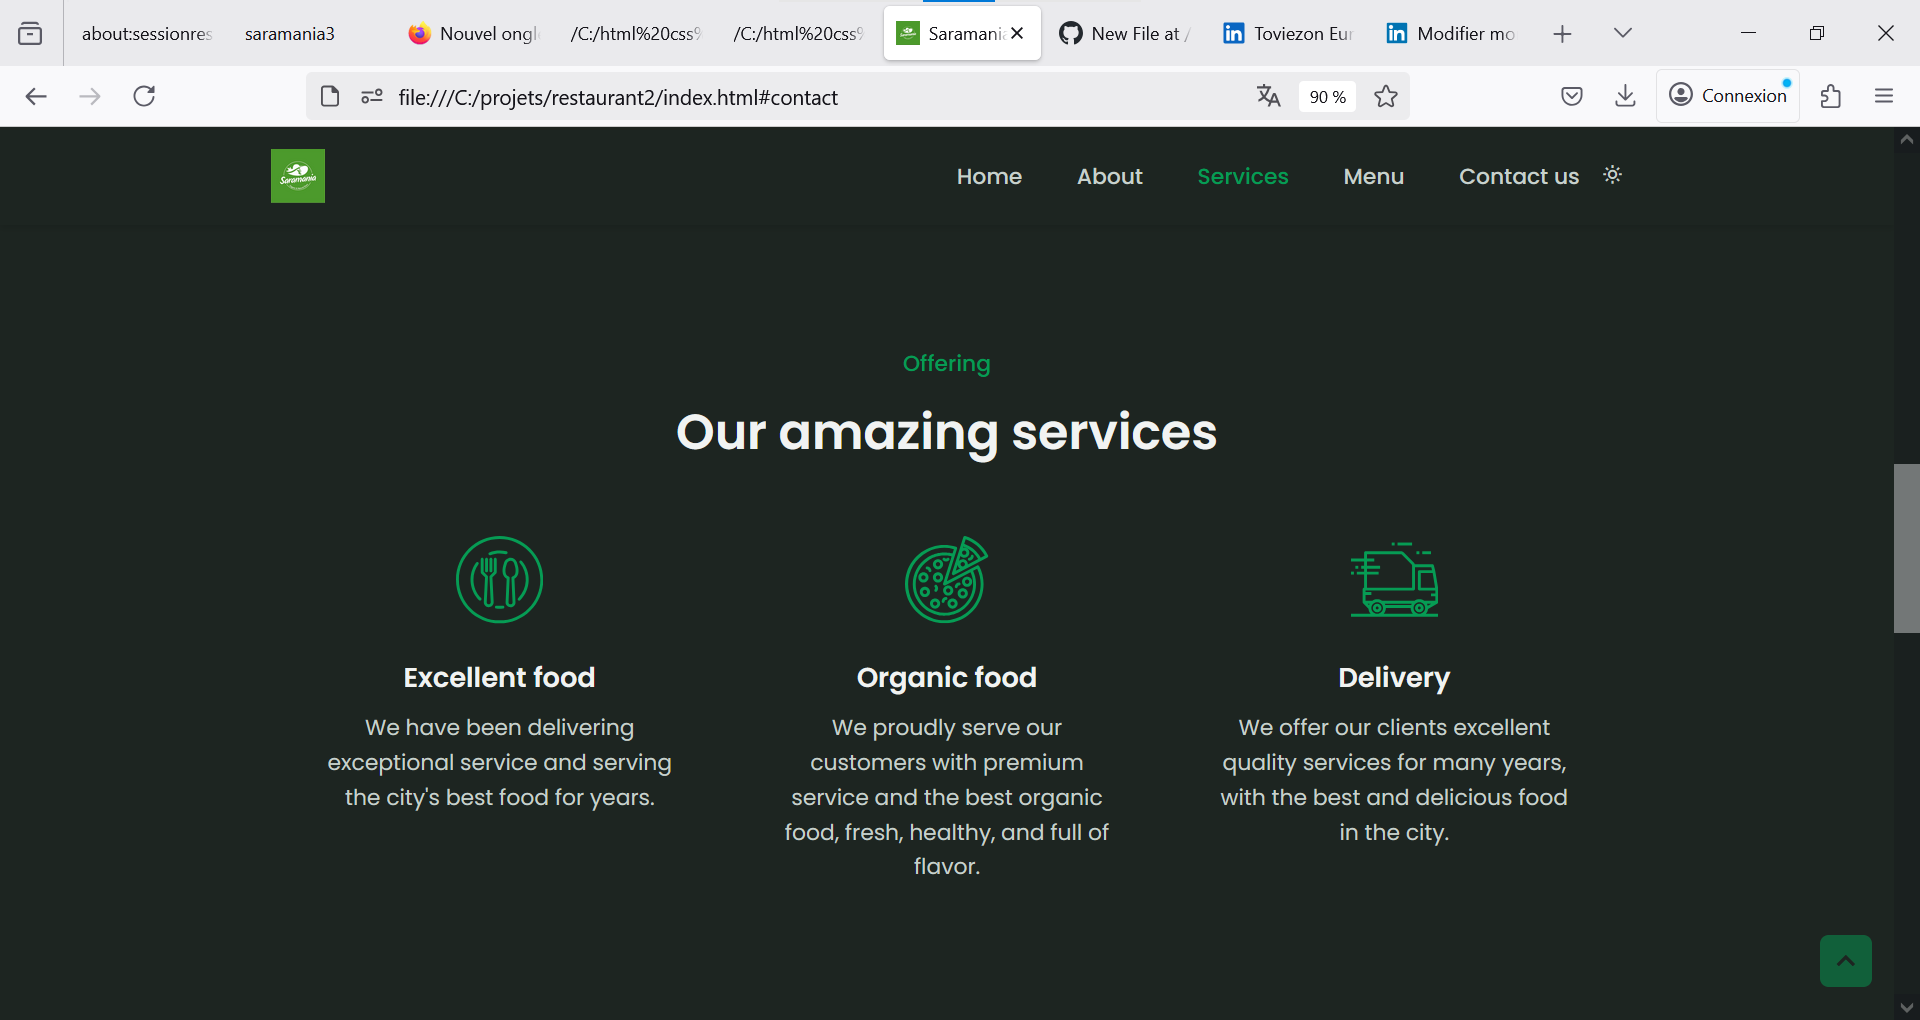 about:sessionres
saramania3
Nouvel ongl
/C:/html%20css%
/C:/html%20css%
Saramani
New File at /
Toviezon Eur
Modifier mo
file:///C:/projets/restaurant2/index.html#contact
90 %
Connexion
Saramania
Home
About
Services
Menu
Contact us
Offering
Our amazing services
Excellent food
We have been delivering
exceptional service and serving
the city's best food for years.
Organic food
We proudly serve our
customers with premium
service and the best organic
food, fresh, healthy, and full of
flavor.
Delivery
We offer our clients excellent
quality services for many years,
with the best and delicious food
in the city.